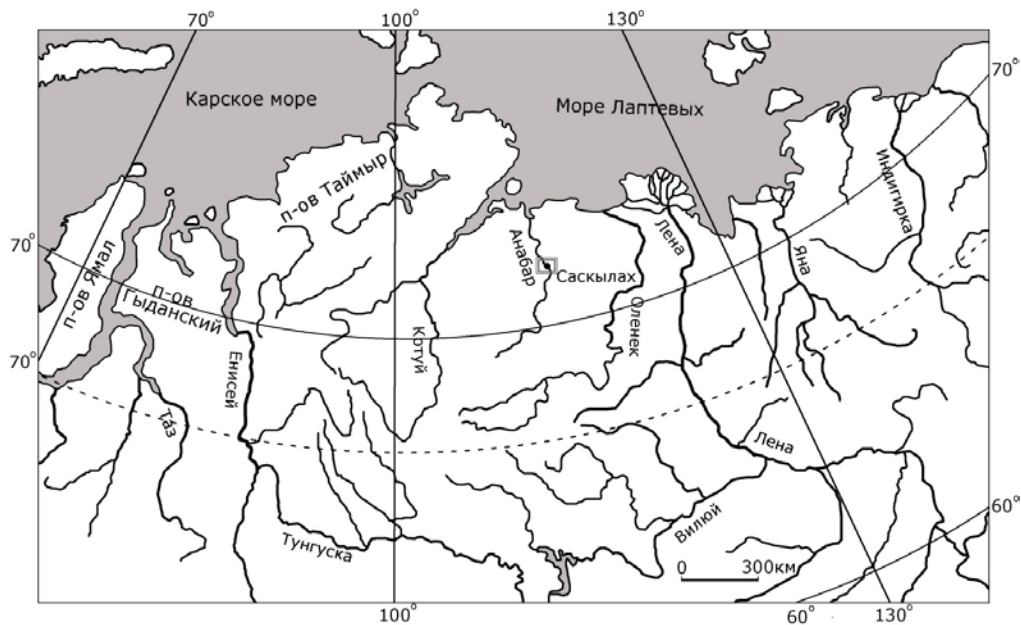 70°
100°
130°
70°
Карское море
Море Лаптевых
п-ов Таймыр
Индигирка
70°
п-ов Ямал
п-ов
Гыданский
Анабар
Саскылах
Лена
Яна
Оленек
Котуй
Енисей
70°
Таз
Лена
Вилюй
Тунгуска
0 300км
60°
100°
60°
130°